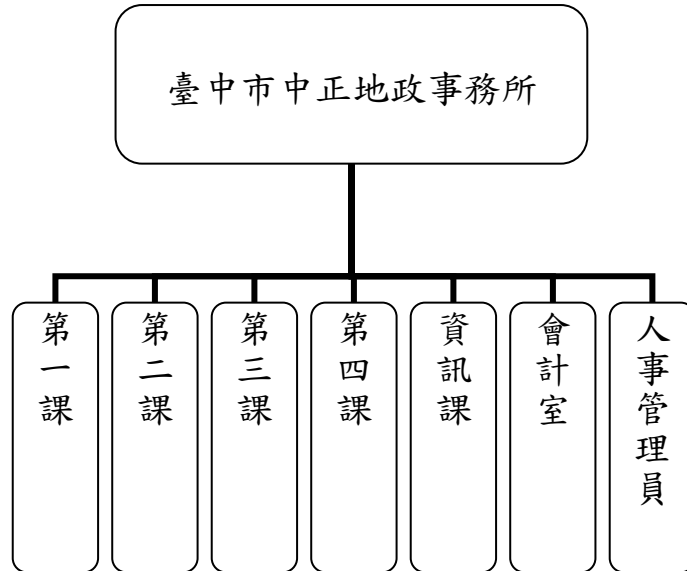 臺中市中正地政事務所
第一課
第二課
第三課
第四課
資訊課
會計室
人事管理員